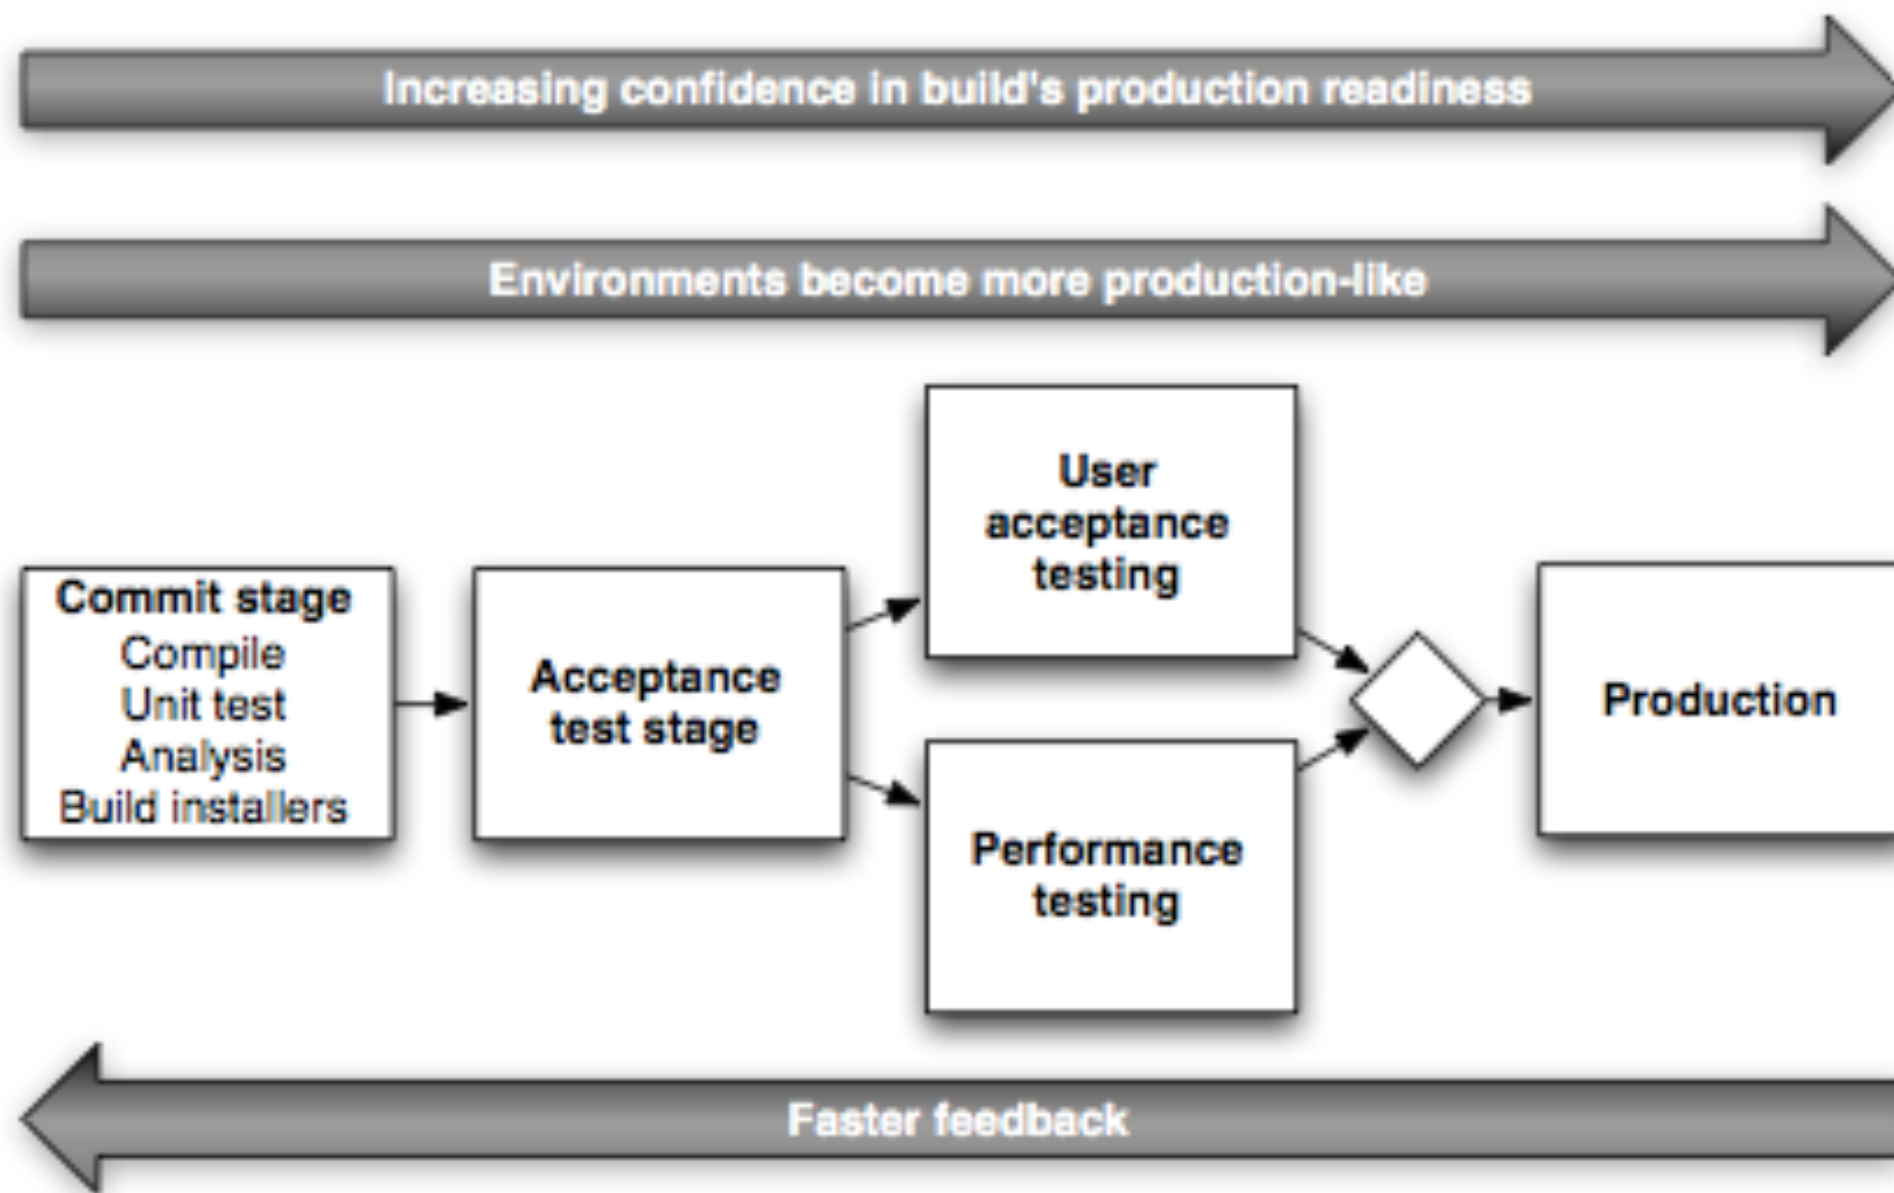 Increasing confidence in build's production readiness
Environments become more production-like
Commit stage
Compile
Unit test
Analysis
Build installers
Acceptance
test stage
User
acceptance
testing
Performance
testing
Production
Faster feedback